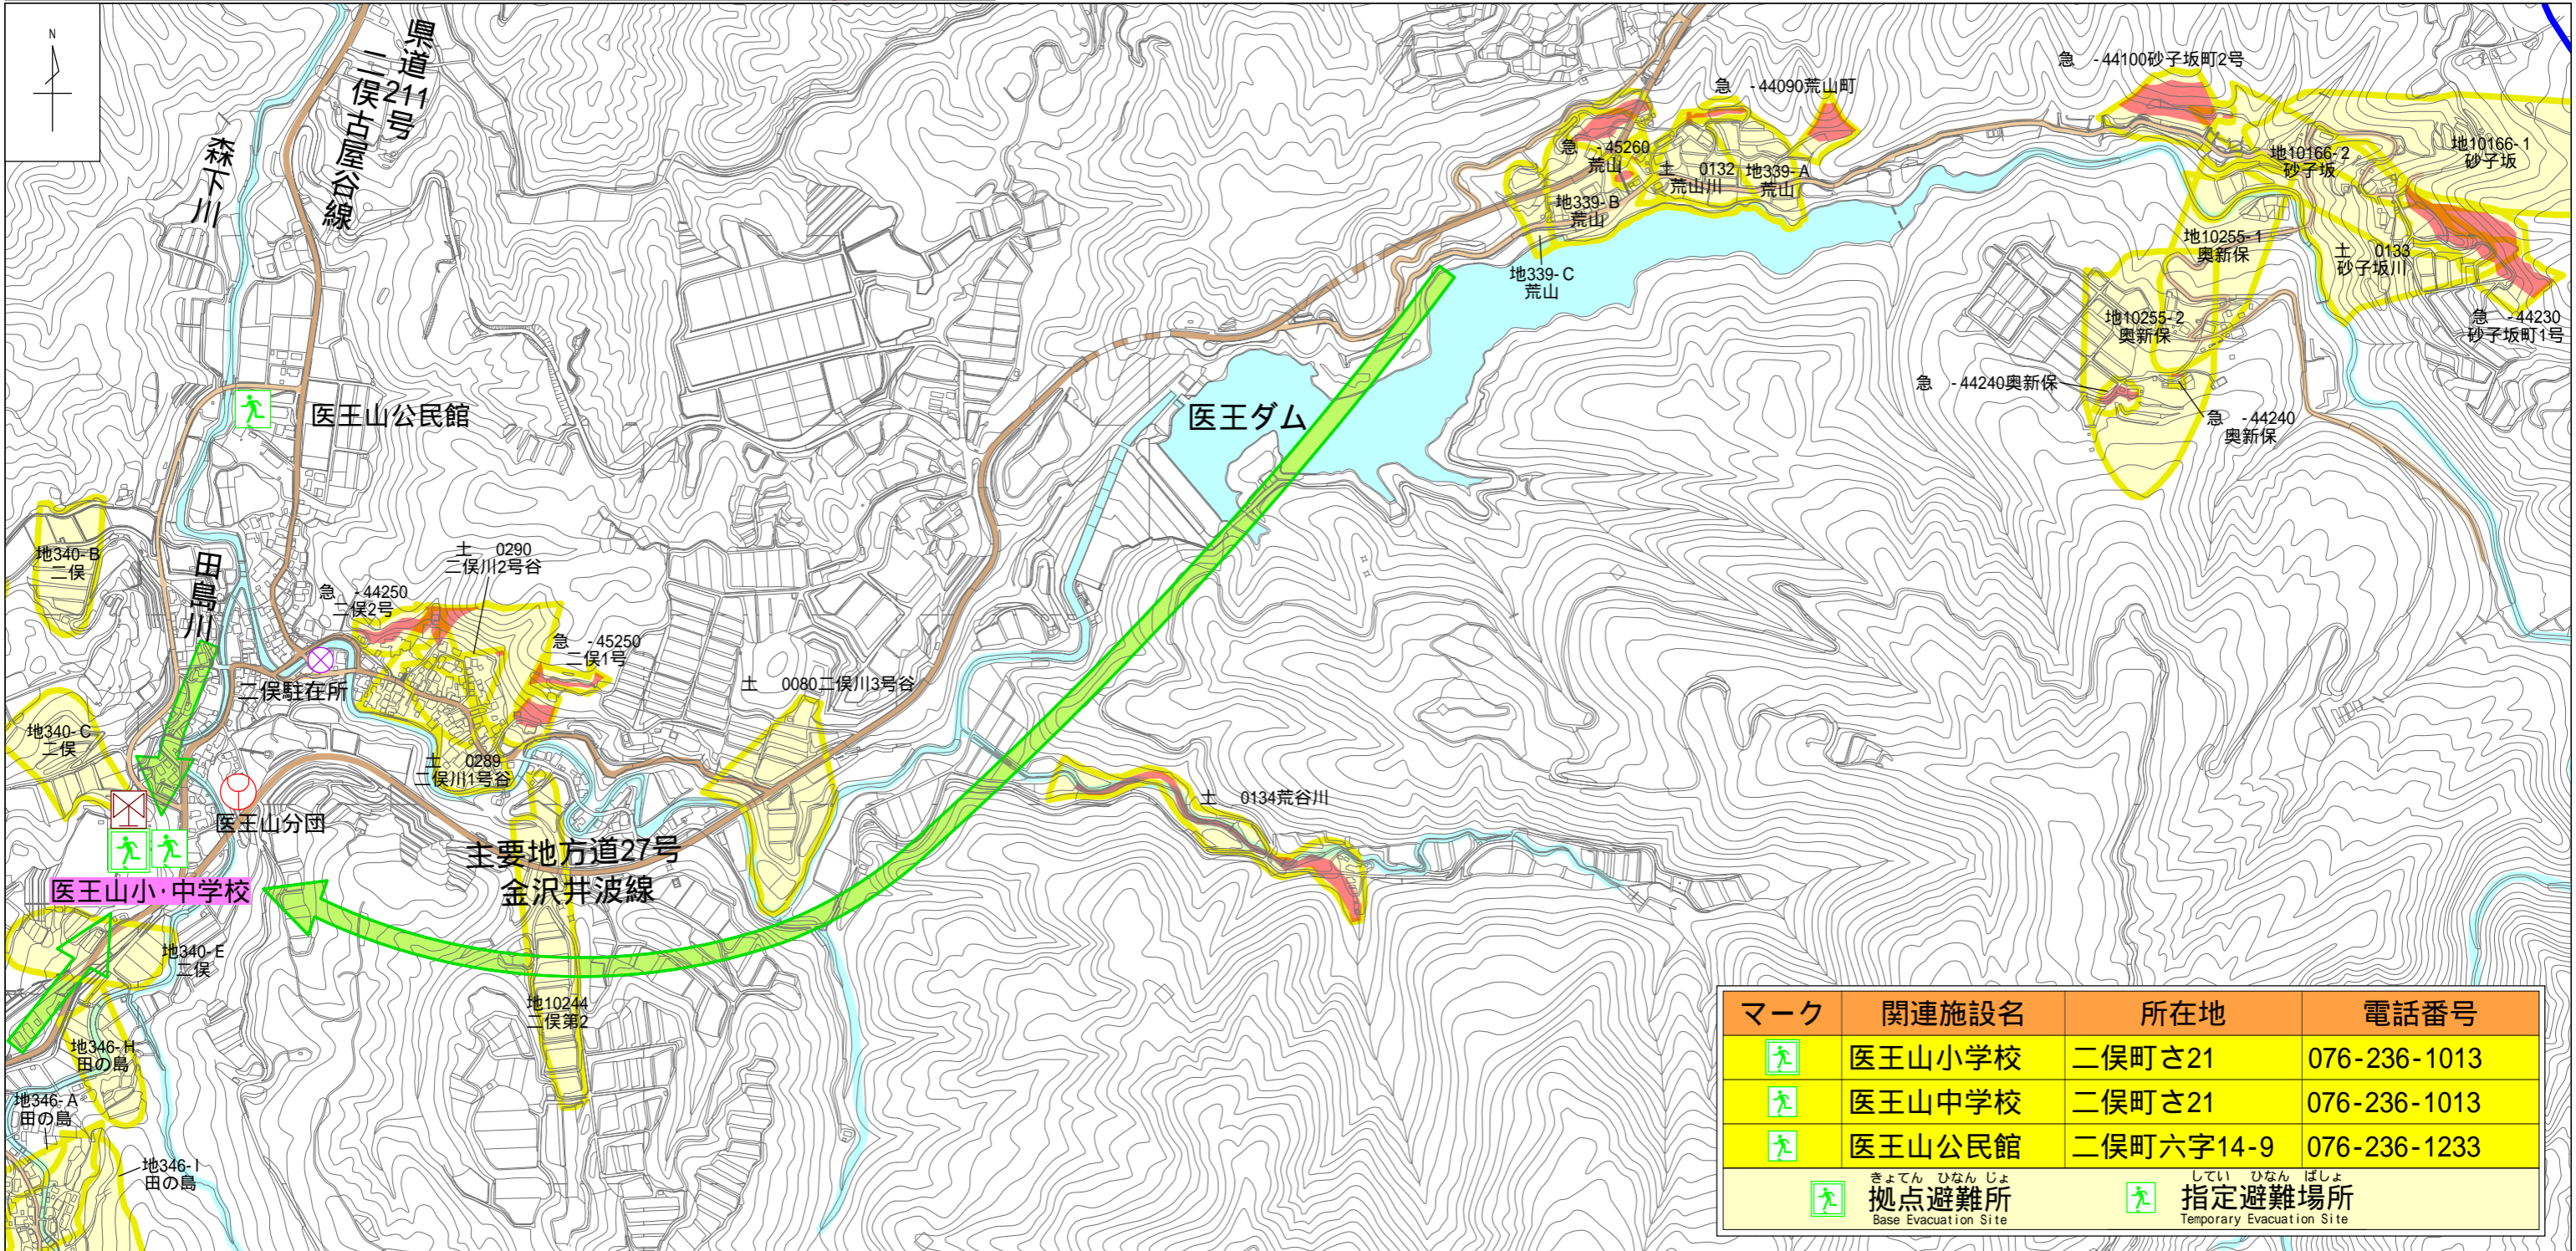 N
県道211号
二俣古屋谷線
森下川
医王山公民館
急 -44100砂子坂町2号
急 -44090荒山町
急 -45260
荒山
土 0132
荒山川
地339-A
荒山
地339-B
荒山
地339-C
荒山
地10166-2
砂子坂
地10166-1
砂子坂
地10255-1
奥新保
土 0133
砂子坂川
地10255-2
奥新保
急 -44230
砂子坂町1号
急 -44240奥新保
急 -44240
奥新保
医王ダム
地340-B
二俣
田島川
土 0290
二俣川2号谷
急 -44250
二俣2号
急 -45250
二俣1号
土 0080二俣川3号谷
二俣駐在所
地340-C
二俣
土 0289
二俣川1号谷
医王山分団
土 0134荒谷川
主要地方道27号
金沢井波線
医王山小・中学校
地340-E
二俣
地10244
二俣第2
地346-H
田の島
地346-A
田の島
地346-I
田の島
マーク 関連施設名 所在地 電話番号
医王山小学校 二俣町さ21 076-236-1013
医王山中学校 二俣町さ21 076-236-1013
医王山公民館 二俣町六字14-9 076-236-1233
きょてん ひなん じょ
拠点避難所
Base Evacuation Site
してい ひなん ばしょ
指定避難場所
Temporary Evacuation Site